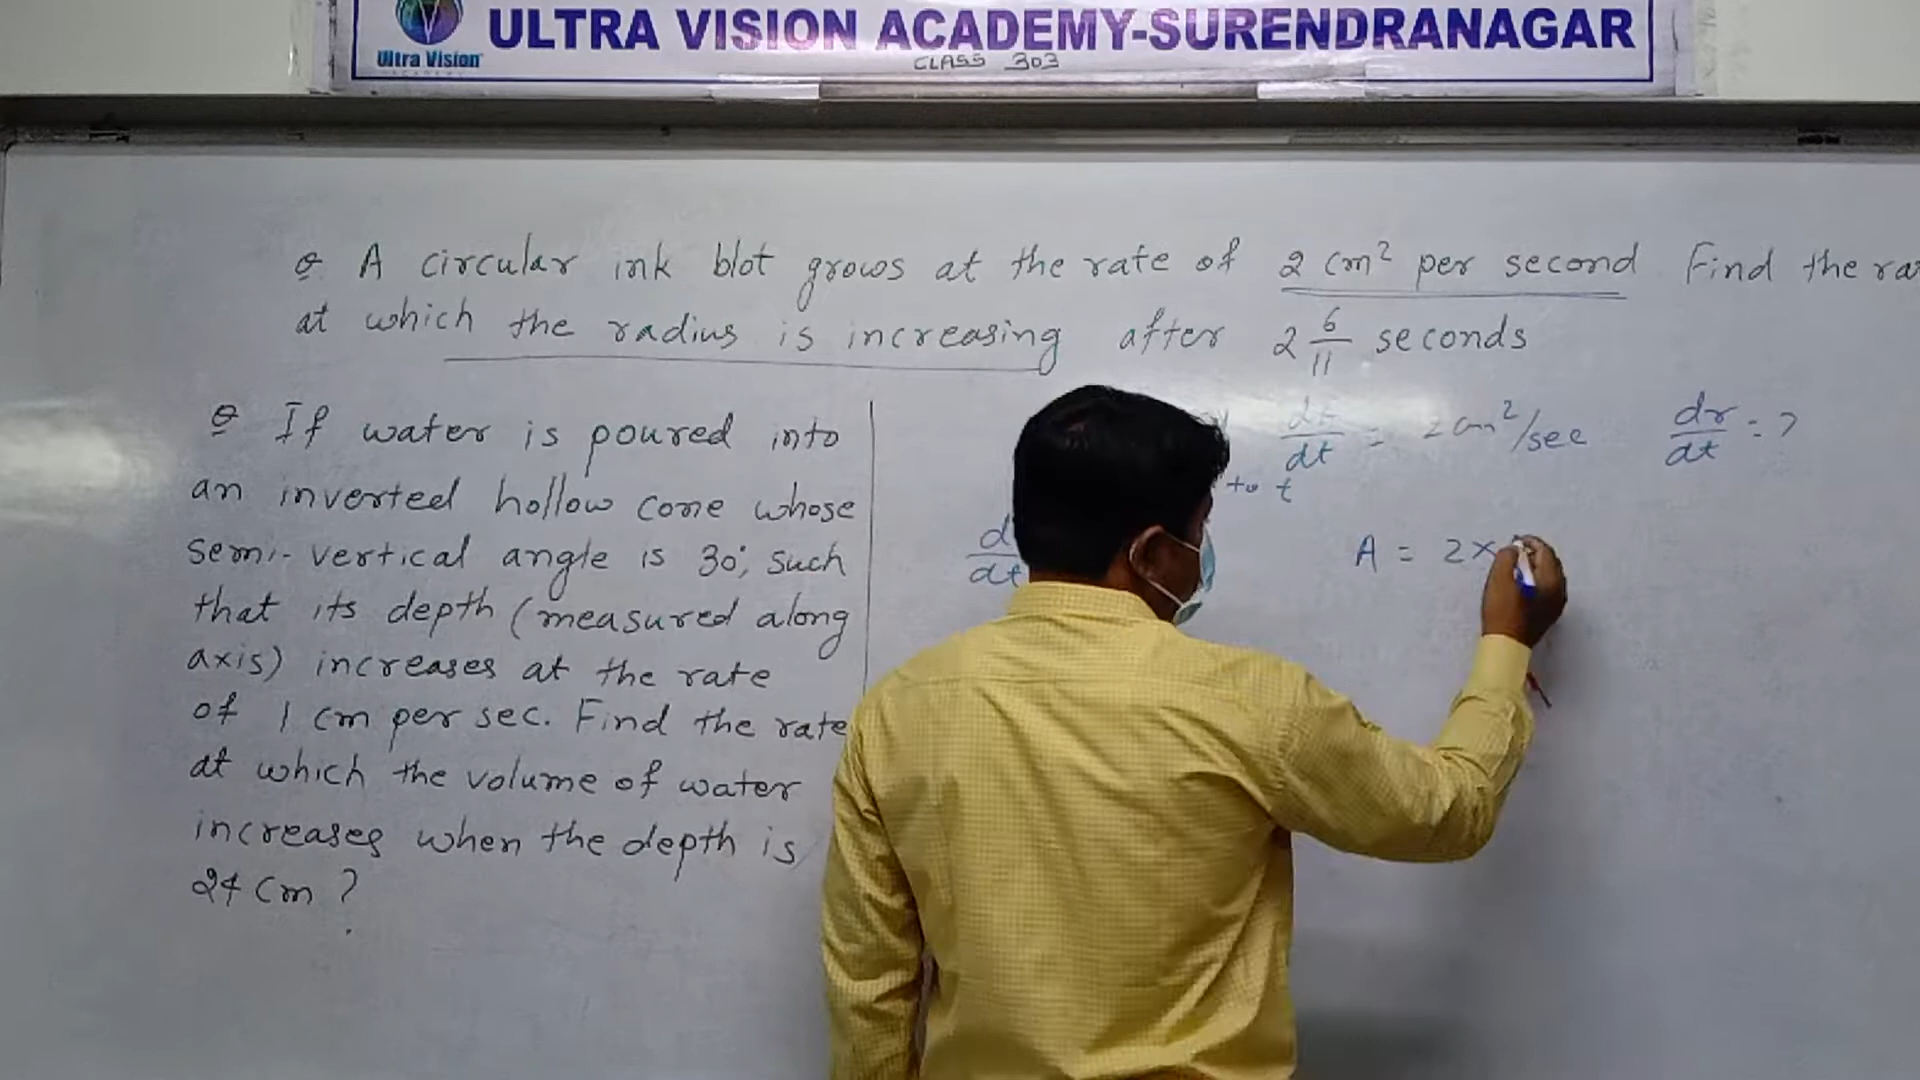 ULTRA VISION ACADEMY-SURENDRANAGAR
Ultra Vision
CLASS 303
Q A circular ink blot grows at the rate of 2 cm² per second Find the ra
at which the radius is increasing after 2 6/11 seconds
Q If water is poured into
an inverted hollow cone whose
semi-vertical angle is 30°, such
that its depth (measured along
axis) increases at the rate
of 1 cm per sec. Find the rate
at which the volume of water
increases when the depth is
24 cm ?
/dt = 2 cm²/sec dr/dt = ?
to t
d/dt
A = 2×